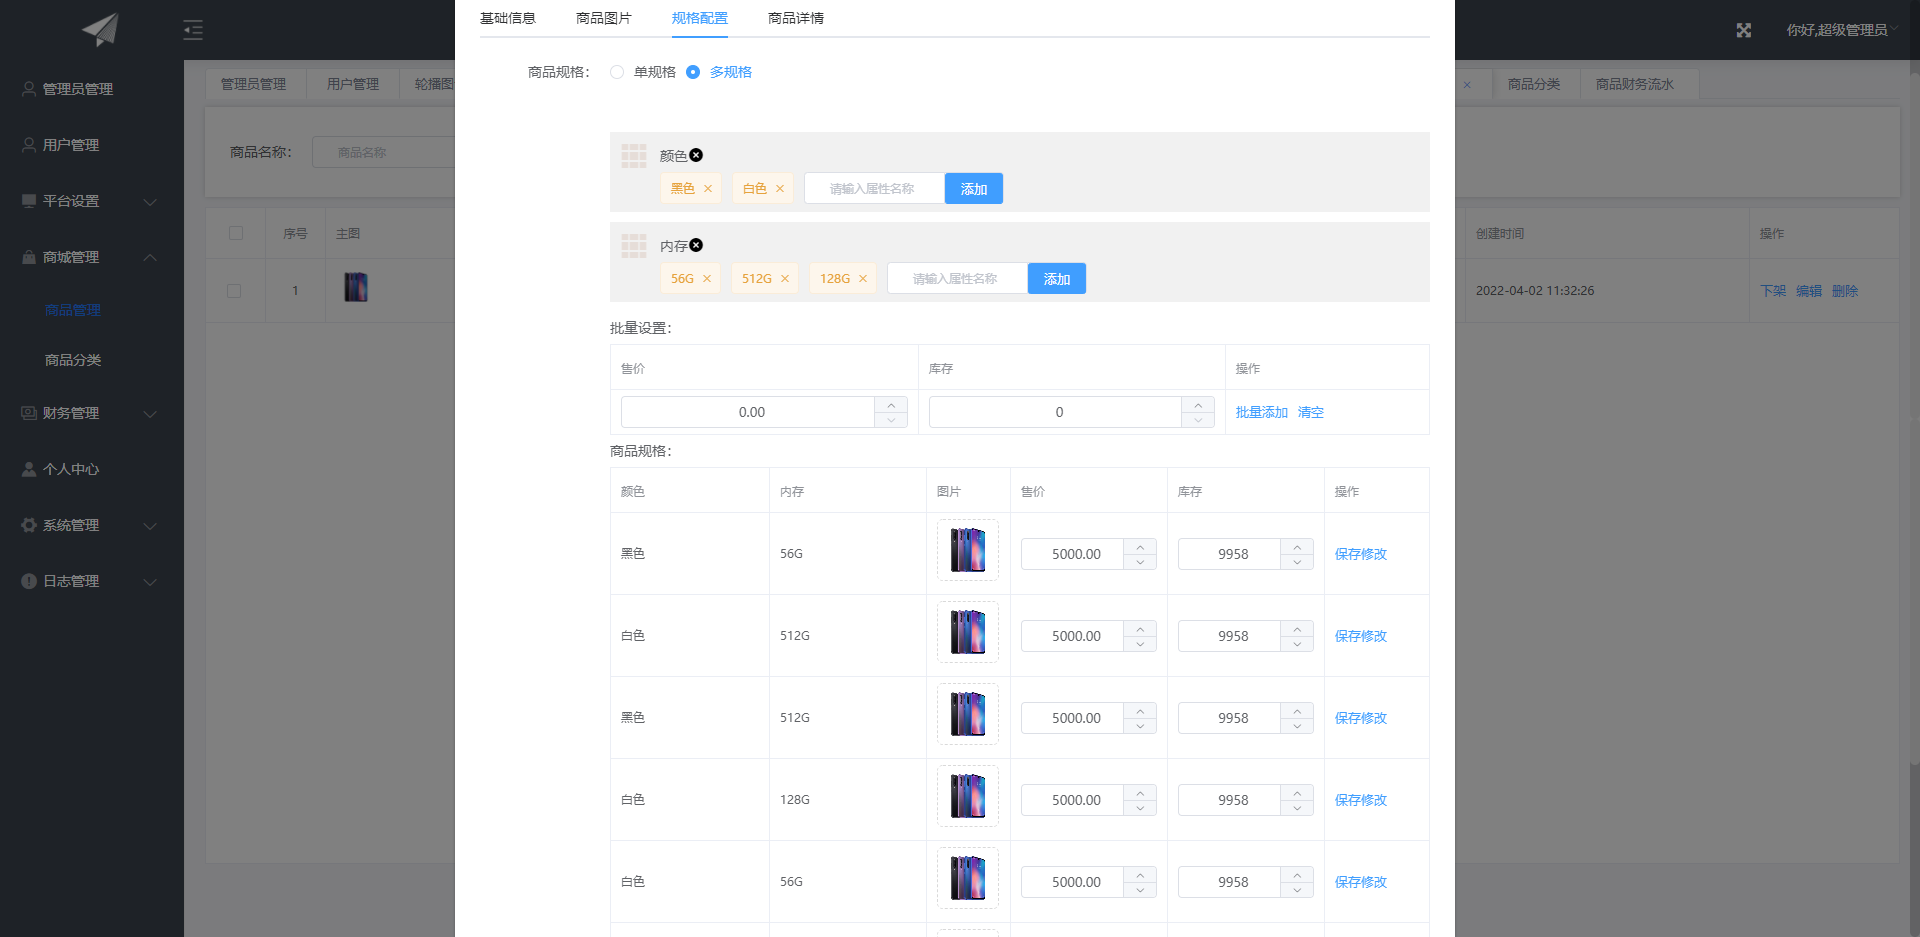 基础信息 商品图片 规格配置 商品详情
你好,超级管理员
管理员管理
用户管理
平台设置
商城管理
商品管理
商品分类
财务管理
个人中心
系统管理
日志管理
管理员管理 用户管理 轮播图
商品分类 商品财务流水
商品名称: 商品名称
序号 主图
创建时间 操作
1
2022-04-02 11:32:26 下架 编辑 删除
商品规格: 单规格 多规格
颜色
黑色 白色 请输入属性名称 添加
内存
56G 512G 128G 请输入属性名称 添加
批量设置:
售价 库存 操作
0.00 0 批量添加 清空
商品规格:
颜色 内存 图片 售价 库存 操作
黑色 56G 5000.00 9958 保存修改
白色 512G 5000.00 9958 保存修改
黑色 512G 5000.00 9958 保存修改
白色 128G 5000.00 9958 保存修改
白色 56G 5000.00 9958 保存修改